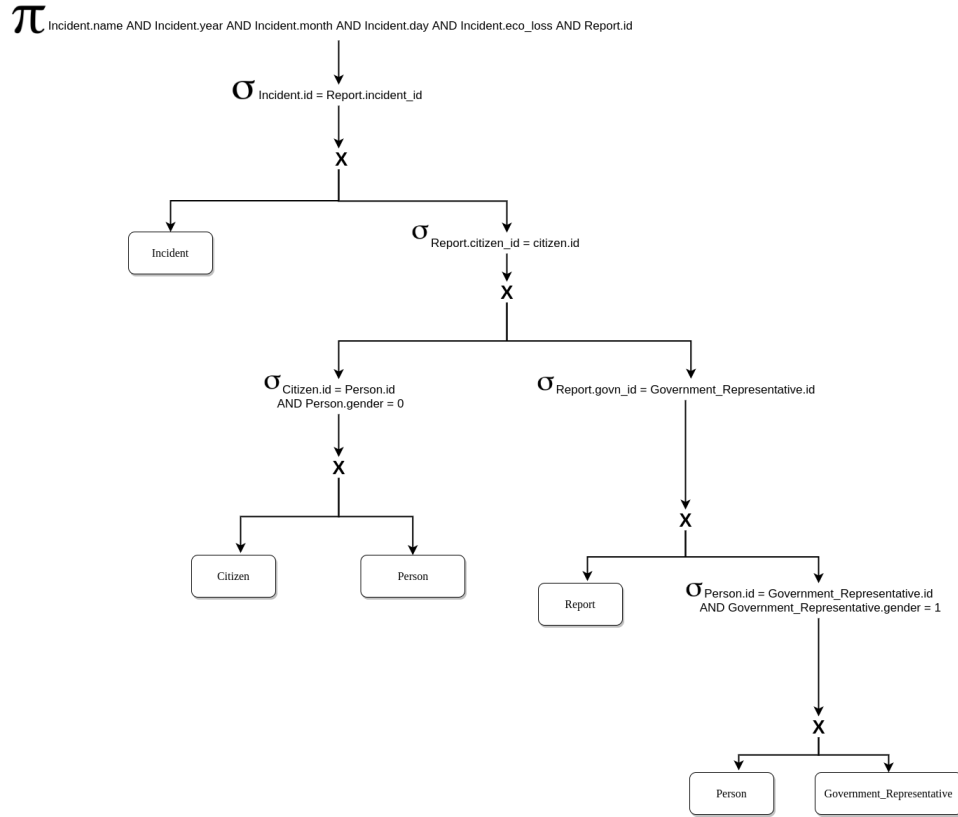 π Incident.name AND Incident.year AND Incident.month AND Incident.day AND Incident.eco_loss AND Report.id
σ Incident.id = Report.incident_id
X
Incident
σ Report.citizen_id = citizen.id
X
σ Citizen.id = Person.id
AND Person.gender = 0
σ Report.govn_id = Government_Representative.id
X
Citizen
Person
X
Report
σ Person.id = Government_Representative.id
AND Government_Representative.gender = 1
X
Person
Government_Representative